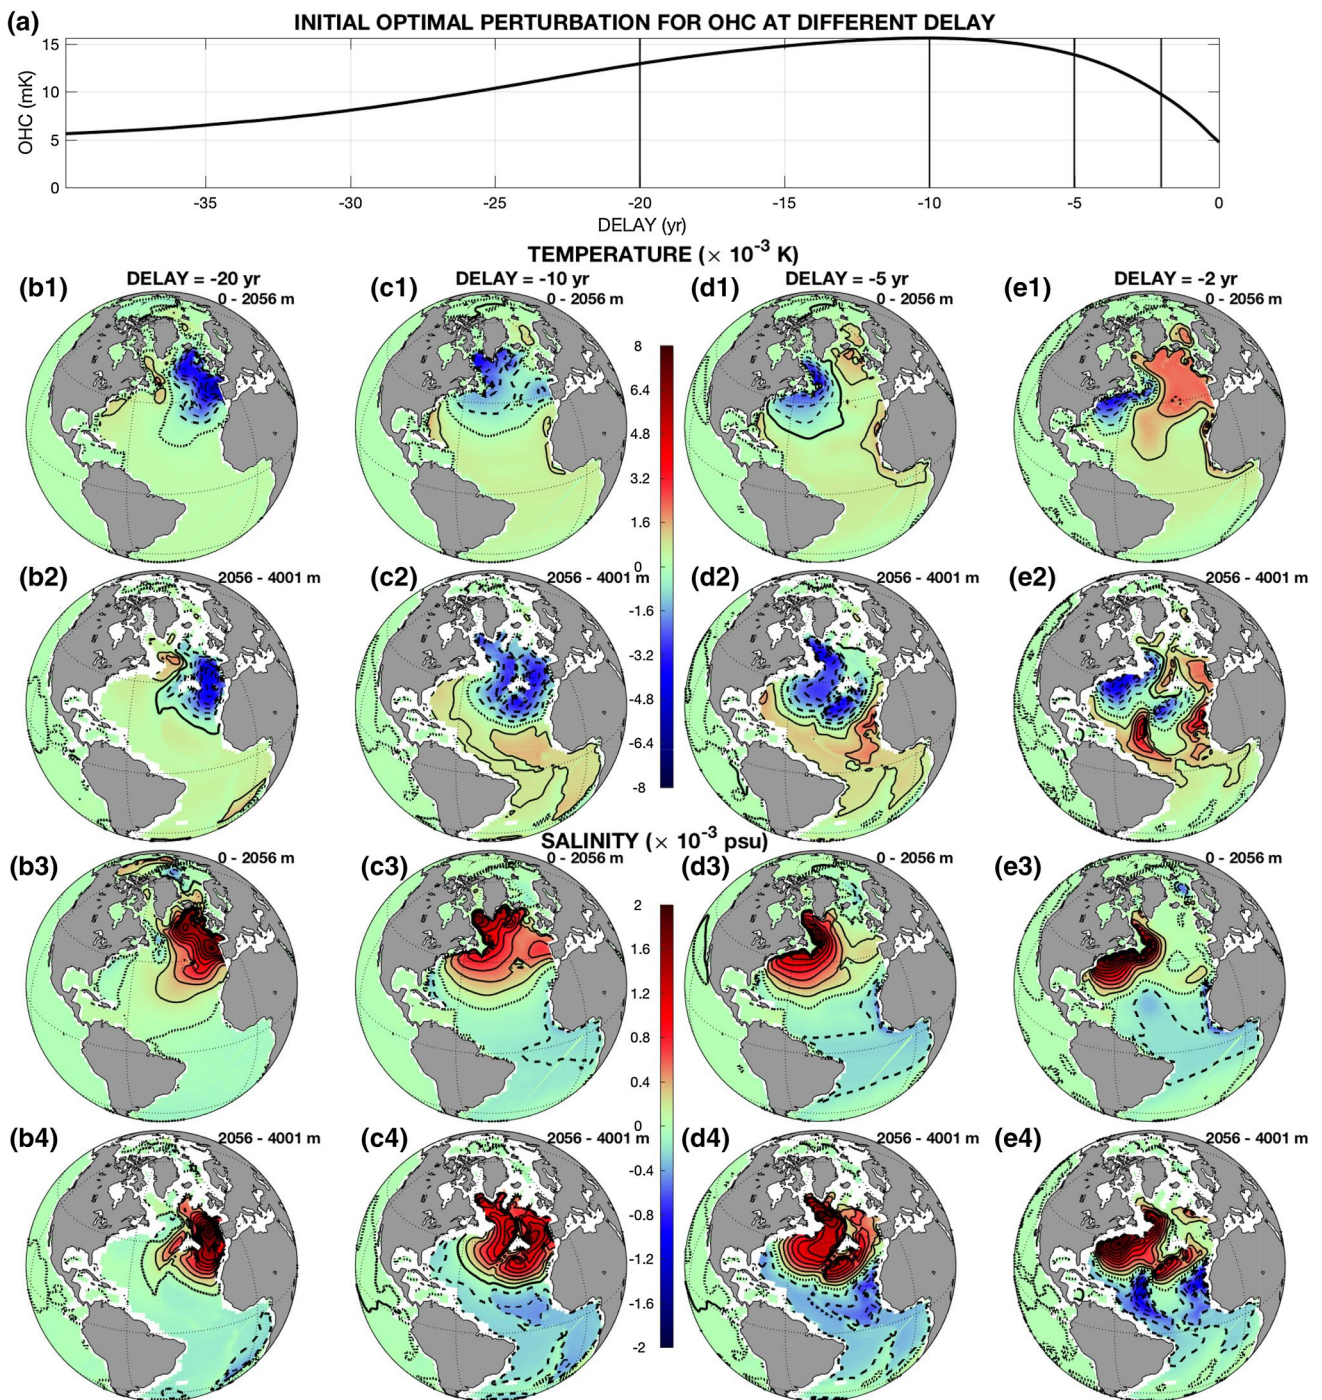 (a)
INITIAL OPTIMAL PERTURBATION FOR OHC AT DIFFERENT DELAY
OHC (mK)
15
10
5
0
-35 -30 -25 -20 -15 -10 -5 0
DELAY (yr)
TEMPERATURE (× 10⁻³ K)
(b1) DELAY = -20 yr 0 - 2056 m
(c1) DELAY = -10 yr 0 - 2056 m
(d1) DELAY = -5 yr 0 - 2056 m
(e1) DELAY = -2 yr 0 - 2056 m
8
6.4
4.8
3.2
1.6
0
-1.6
-3.2
-4.8
-6.4
-8
(b2) 2056 - 4001 m
(c2) 2056 - 4001 m
(d2) 2056 - 4001 m
(e2) 2056 - 4001 m
SALINITY (× 10⁻³ psu)
(b3) 0 - 2056 m
(c3) 0 - 2056 m
(d3) 0 - 2056 m
(e3) 0 - 2056 m
2
1.6
1.2
0.8
0.4
0
-0.4
-0.8
-1.2
-1.6
-2
(b4) 2056 - 4001 m
(c4) 2056 - 4001 m
(d4) 2056 - 4001 m
(e4) 2056 - 4001 m